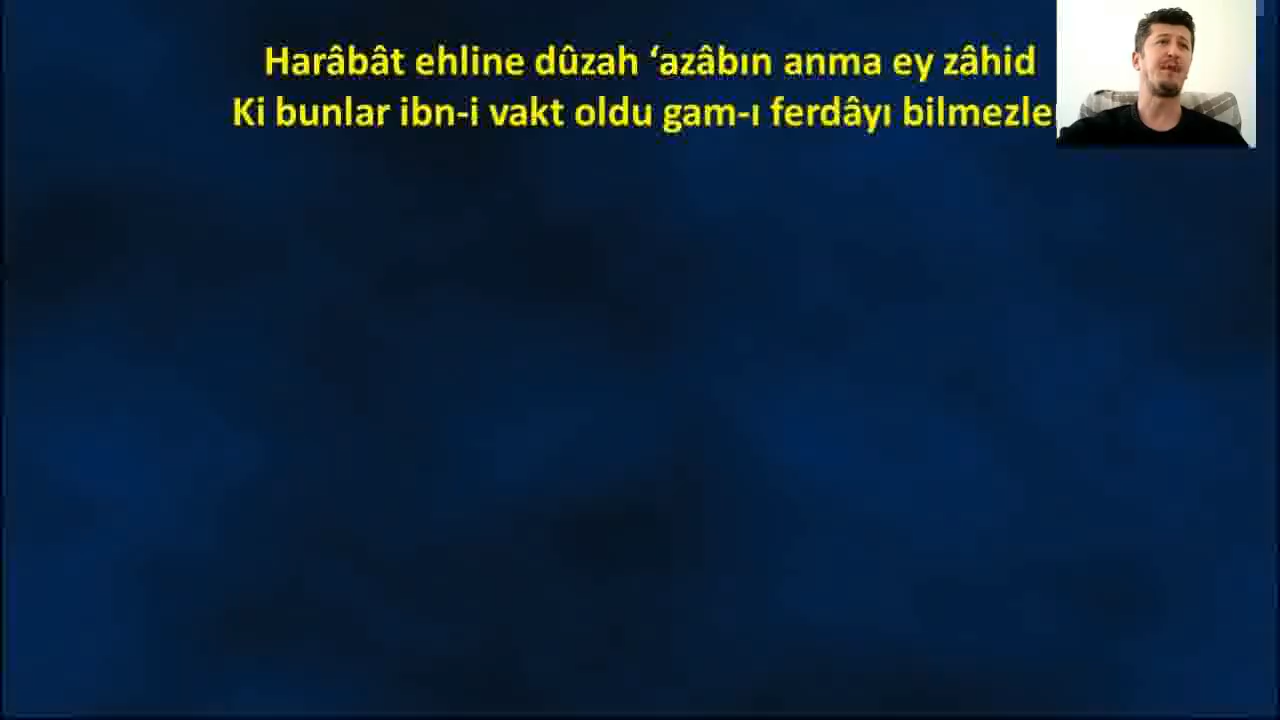 Harâbât ehline dûzah ‘azâbın anma ey zâhid
Ki bunlar ibn-i vakt oldu gam-ı ferdâyı bilmezle